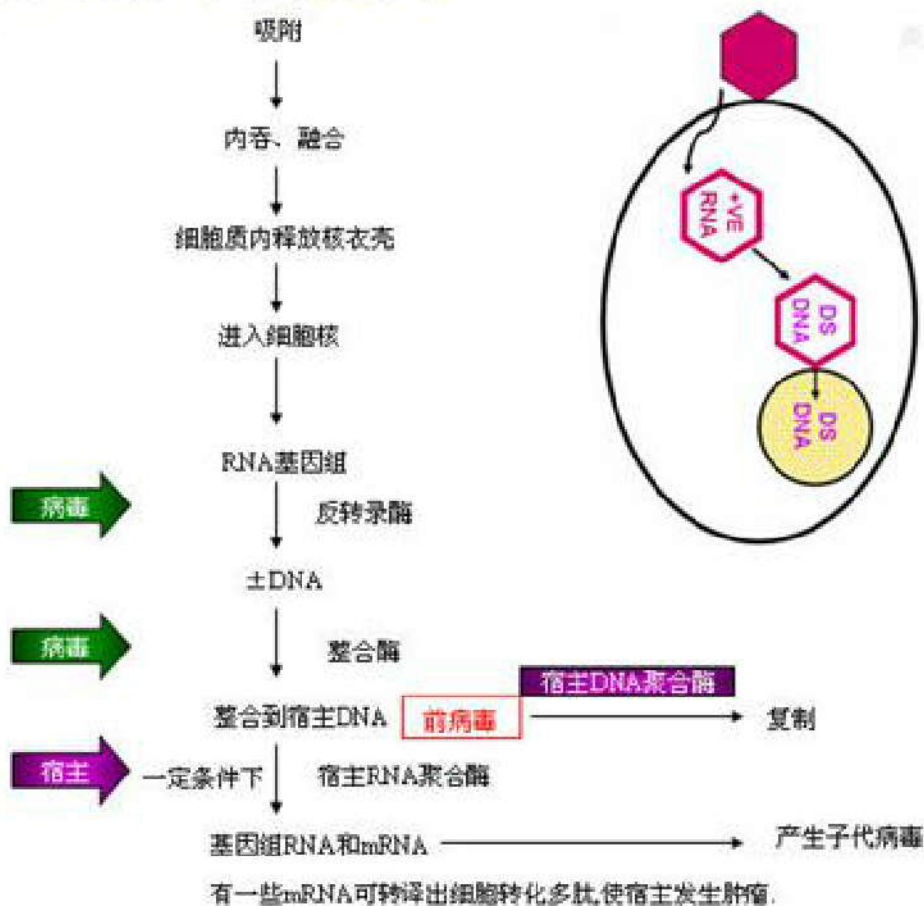 吸附
内吞、融合
细胞质内释放核衣壳
进入细胞核
RNA基因组
病毒
反转录酶
±DNA
病毒
整合酶
宿主DNA聚合酶
整合到宿主DNA
前病毒
复制
宿主
一定条件下
宿主RNA聚合酶
基因组RNA和mRNA
产生子代病毒
有一些mRNA可转译出细胞转化多肽,使宿主发生肿瘤.
+VE
RNA
DS
DNA
DS
DNA